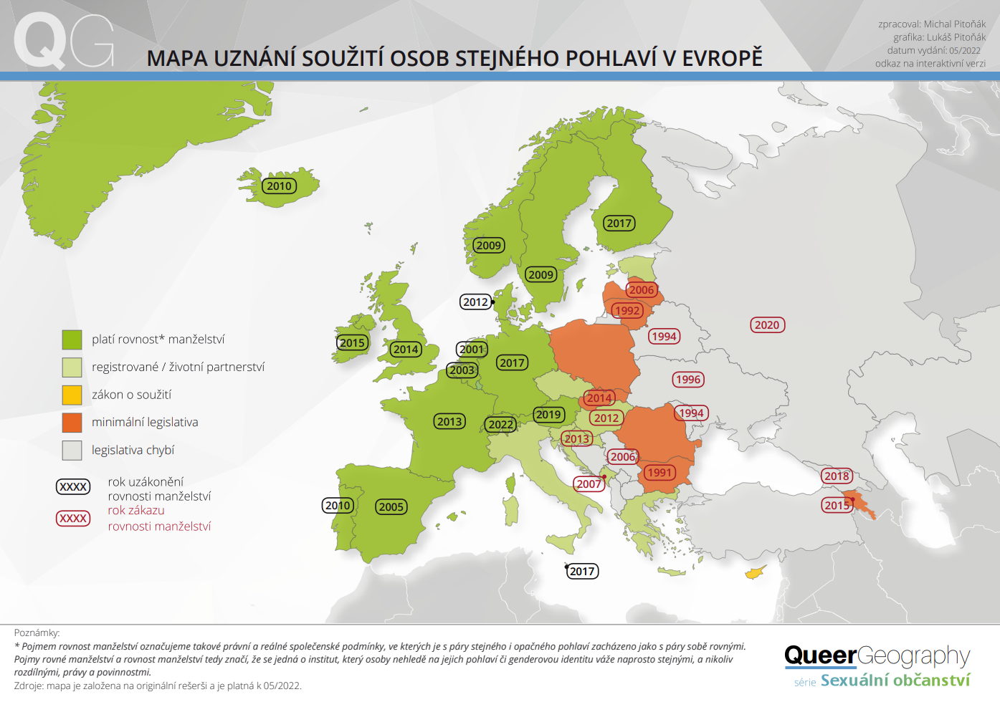 QG
MAPA UZNÁNÍ SOUŽITÍ OSOB STEJNÉHO POHLAVÍ V EVROPĚ
zpracoval: Michal Pitoňák
grafika: Lukáš Pitoňák
datum vydání: 05/2022
odkaz na interaktivní verzi
2010
2017
2009
2009
2012
2006
1992
2020
1994
2015
2014
2001
2003
2017
1996
2014
2013
2022
2019
2012
1994
2013
2006
1991
2007
2018
2015
2010
2005
2017
platí rovnost* manželství
registrované / životní partnerství
zákon o soužití
minimální legislativa
legislativa chybí
XXXX
rok uzákonění
rovnosti manželství
XXXX
rok zákazu
rovnosti manželství
Poznámky:
* Pojmem rovnost manželství označujeme takové právní a reálné společenské podmínky, ve kterých je s páry stejného i opačného pohlaví zacházeno jako s páry sobě rovnými.
Pojmy rovné manželství a rovnost manželství tedy značí, že se jedná o institut, který osoby nehledě na jejich pohlaví či genderovou identitu váže naprosto stejnými, a nikoliv
rozdílnými, právy a povinnostmi.
Zdroje: mapa je založena na originální rešerši a je platná k 05/2022.
QueerGeography
série Sexuální občanství